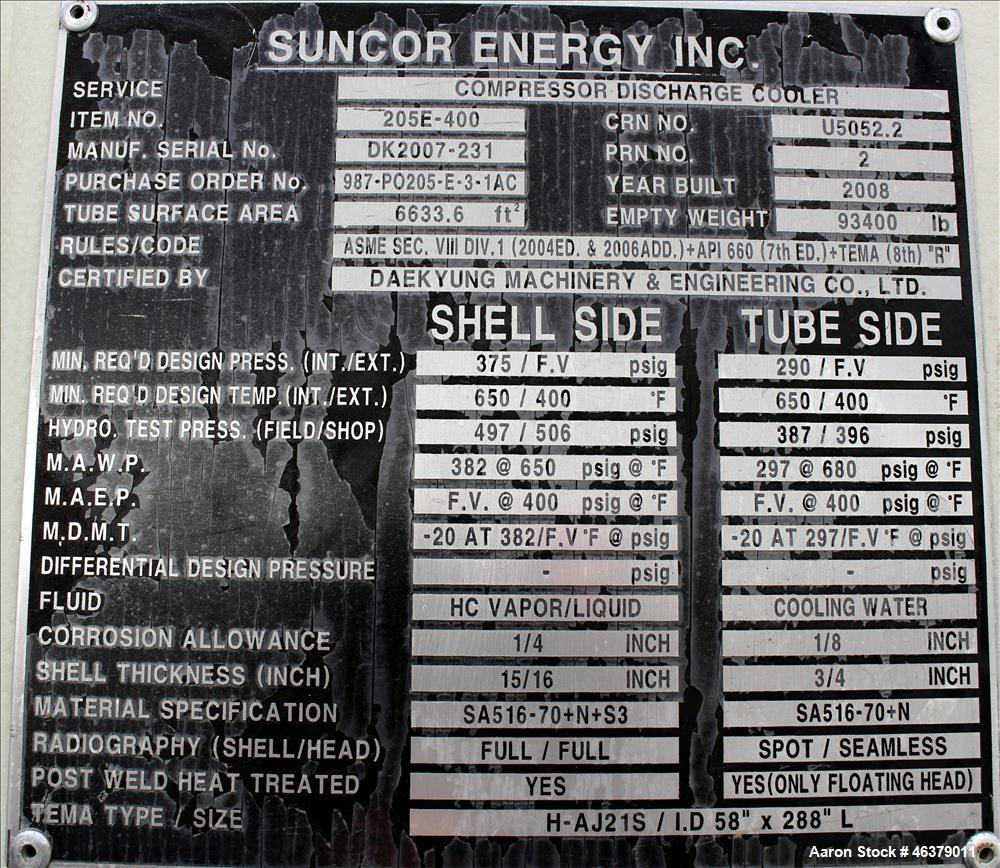 SUNCOR ENERGY INC.
SERVICE COMPRESSOR DISCHARGE COOLER
ITEM NO. 205E-400 CRN NO. U5052.2
MANUF. SERIAL No. DK2007-231 PRN NO. 2
PURCHASE ORDER No. 987-PO205-E-3-1AC YEAR BUILT 2008
TUBE SURFACE AREA 6633.6 ft² EMPTY WEIGHT 93400 lb
RULES/CODE ASME SEC. VIII DIV.1 (2004ED. & 2006ADD.)+API 660 (7th ED.)+TEMA (8th) "R"
CERTIFIED BY DAEKYUNG MACHINERY & ENGINEERING CO., LTD.
SHELL SIDE TUBE SIDE
MIN. REQ'D DESIGN PRESS. (INT./EXT.) 375 / F.V psig 290 / F.V psig
MIN. REQ'D DESIGN TEMP.(INT./EXT.) 650 / 400 °F 650 / 400 °F
HYDRO. TEST PRESS. (FIELD/SHOP) 497 / 506 psig 387 / 396 psig
M.A.W.P. 382 @ 650 psig @ °F 297 @ 680 psig @ °F
M.A.E.P. F.V. @ 400 psig @ °F F.V. @ 400 psig @ °F
M.D.M.T. -20 AT 382/F.V °F @ psig -20 AT 297/F.V °F @ psig
DIFFERENTIAL DESIGN PRESSURE - psig - psig
FLUID HC VAPOR/LIQUID COOLING WATER
CORROSION ALLOWANCE 1/4 INCH 1/8 INCH
SHELL THICKNESS (INCH) 15/16 INCH 3/4 INCH
MATERIAL SPECIFICATION SA516-70+N+S3 SA516-70+N
RADIOGRAPHY (SHELL/HEAD) FULL / FULL SPOT / SEAMLESS
POST WELD HEAT TREATED YES YES(ONLY FLOATING HEAD)
TEMA TYPE / SIZE H-AJ21S / I.D 58" x 288" L
Aaron Stock # 46379011